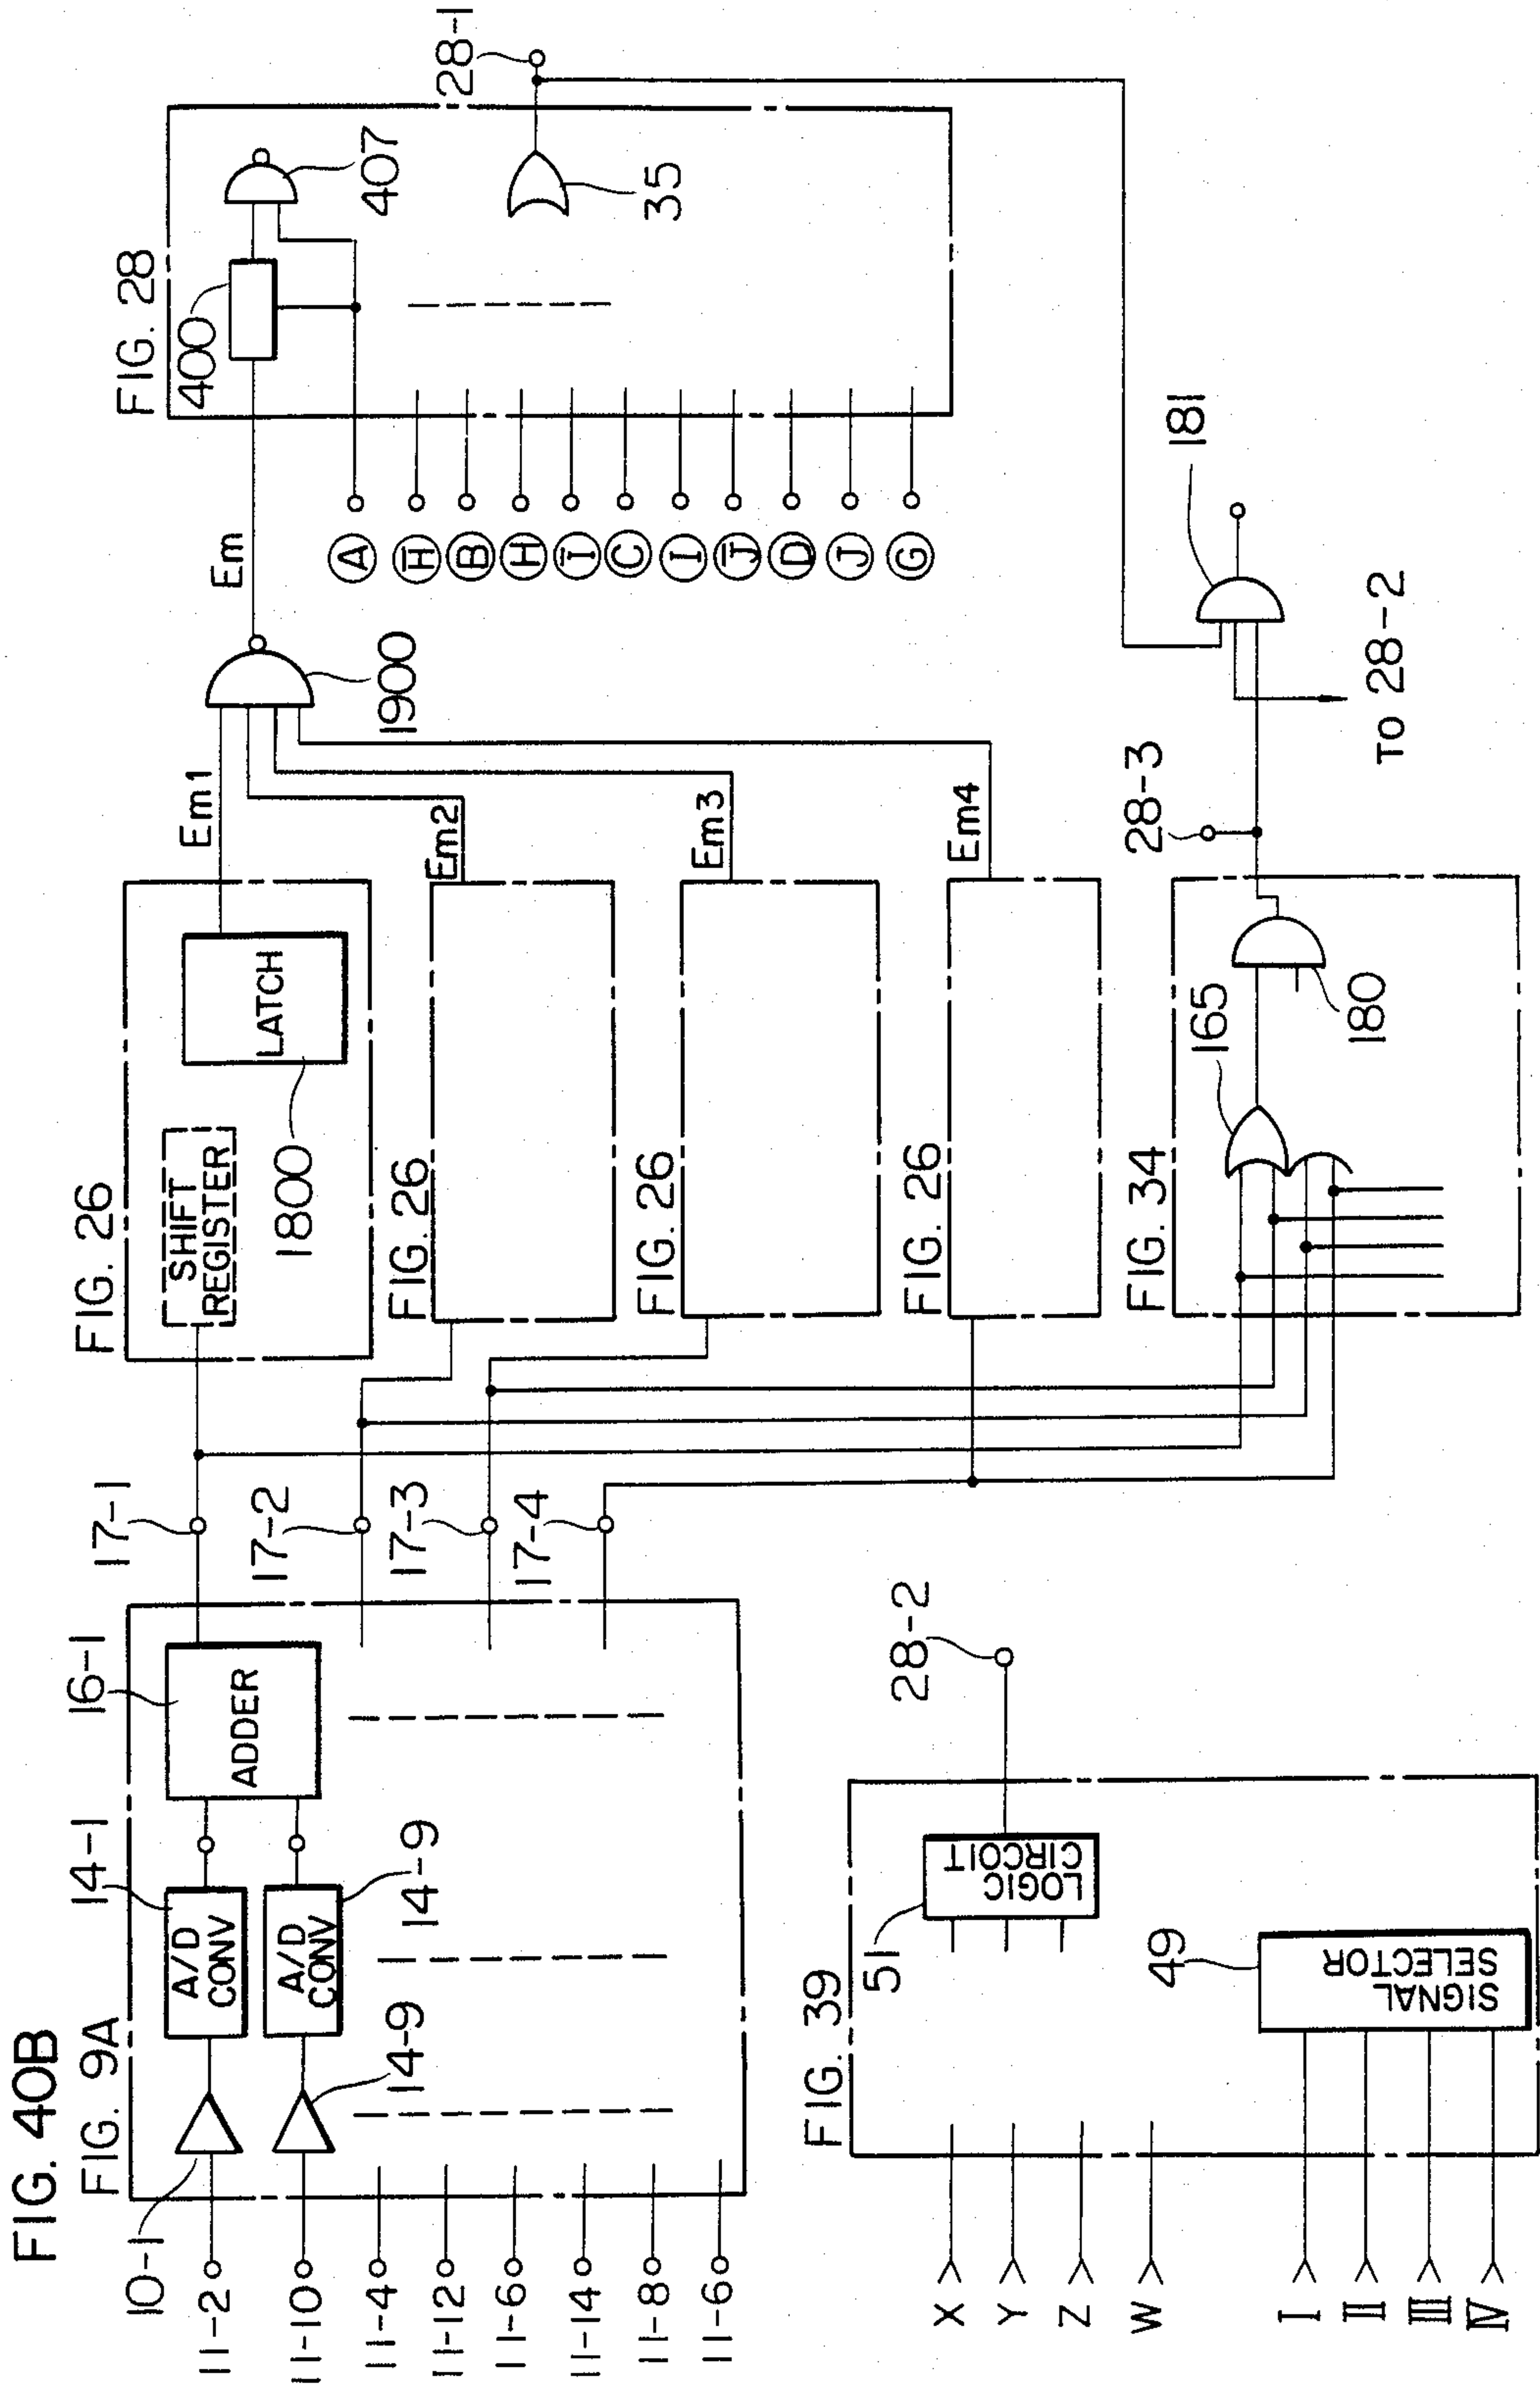 FIG. 40B
FIG. 9A
10-1
11-2
11-10
11-4
11-12
11-6
11-14
11-8
11-6
14-9
14-1
A/D
CONV
A/D
CONV
14-9
16-1
ADDER
17-1
17-2
17-3
17-4
FIG. 26
SHIFT
REGISTER
LATCH
1800
FIG. 26
FIG. 26
FIG. 26
Em1
Em2
Em3
Em4
1900
Em
FIG. 28
400
407
35
28-1
A
H̅
B
H
I̅
C
I
J̅
D
J
G
FIG. 34
165
180
28-3
181
TO 28-2
FIG. 39
51
LOGIC
CIRCOIT
28-2
49
SIGNAL
SELECTOR
X
Y
Z
W
I
II
III
IV